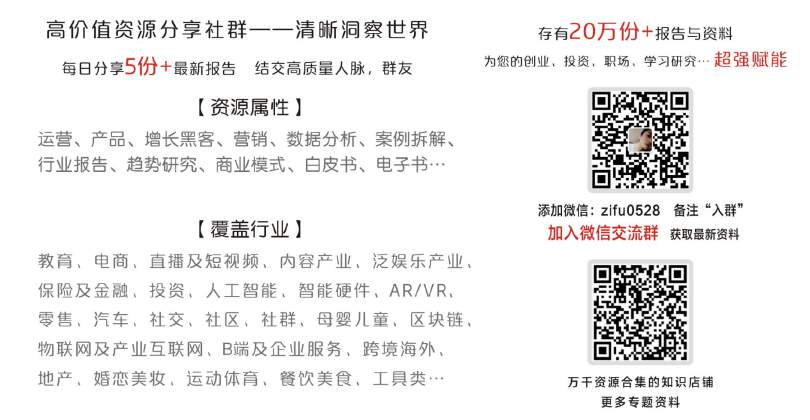 高价值资源分享社群——清晰洞察世界
每日分享5份+最新报告 结交高质量人脉，群友
【资源属性】
运营、产品、增长黑客、营销、数据分析、案例拆解、
行业报告、趋势研究、商业模式、白皮书、电子书…
【覆盖行业】
教育、电商、直播及短视频、内容产业、泛娱乐产业、
保险及金融、投资、人工智能、智能硬件、AR/VR、
零售、汽车、社交、社区、社群、母婴儿童、区块链、
物联网及产业互联网、B端及企业服务、跨境海外、
地产、婚恋美妆、运动体育、餐饮美食、工具类…
存有20万份+报告与资料
为您的创业，投资，职场，学习研究… 超强赋能
添加微信：zifu0528 备注“入群”
加入微信交流群 获取最新资料
万千资源合集的知识店铺
更多专题资料